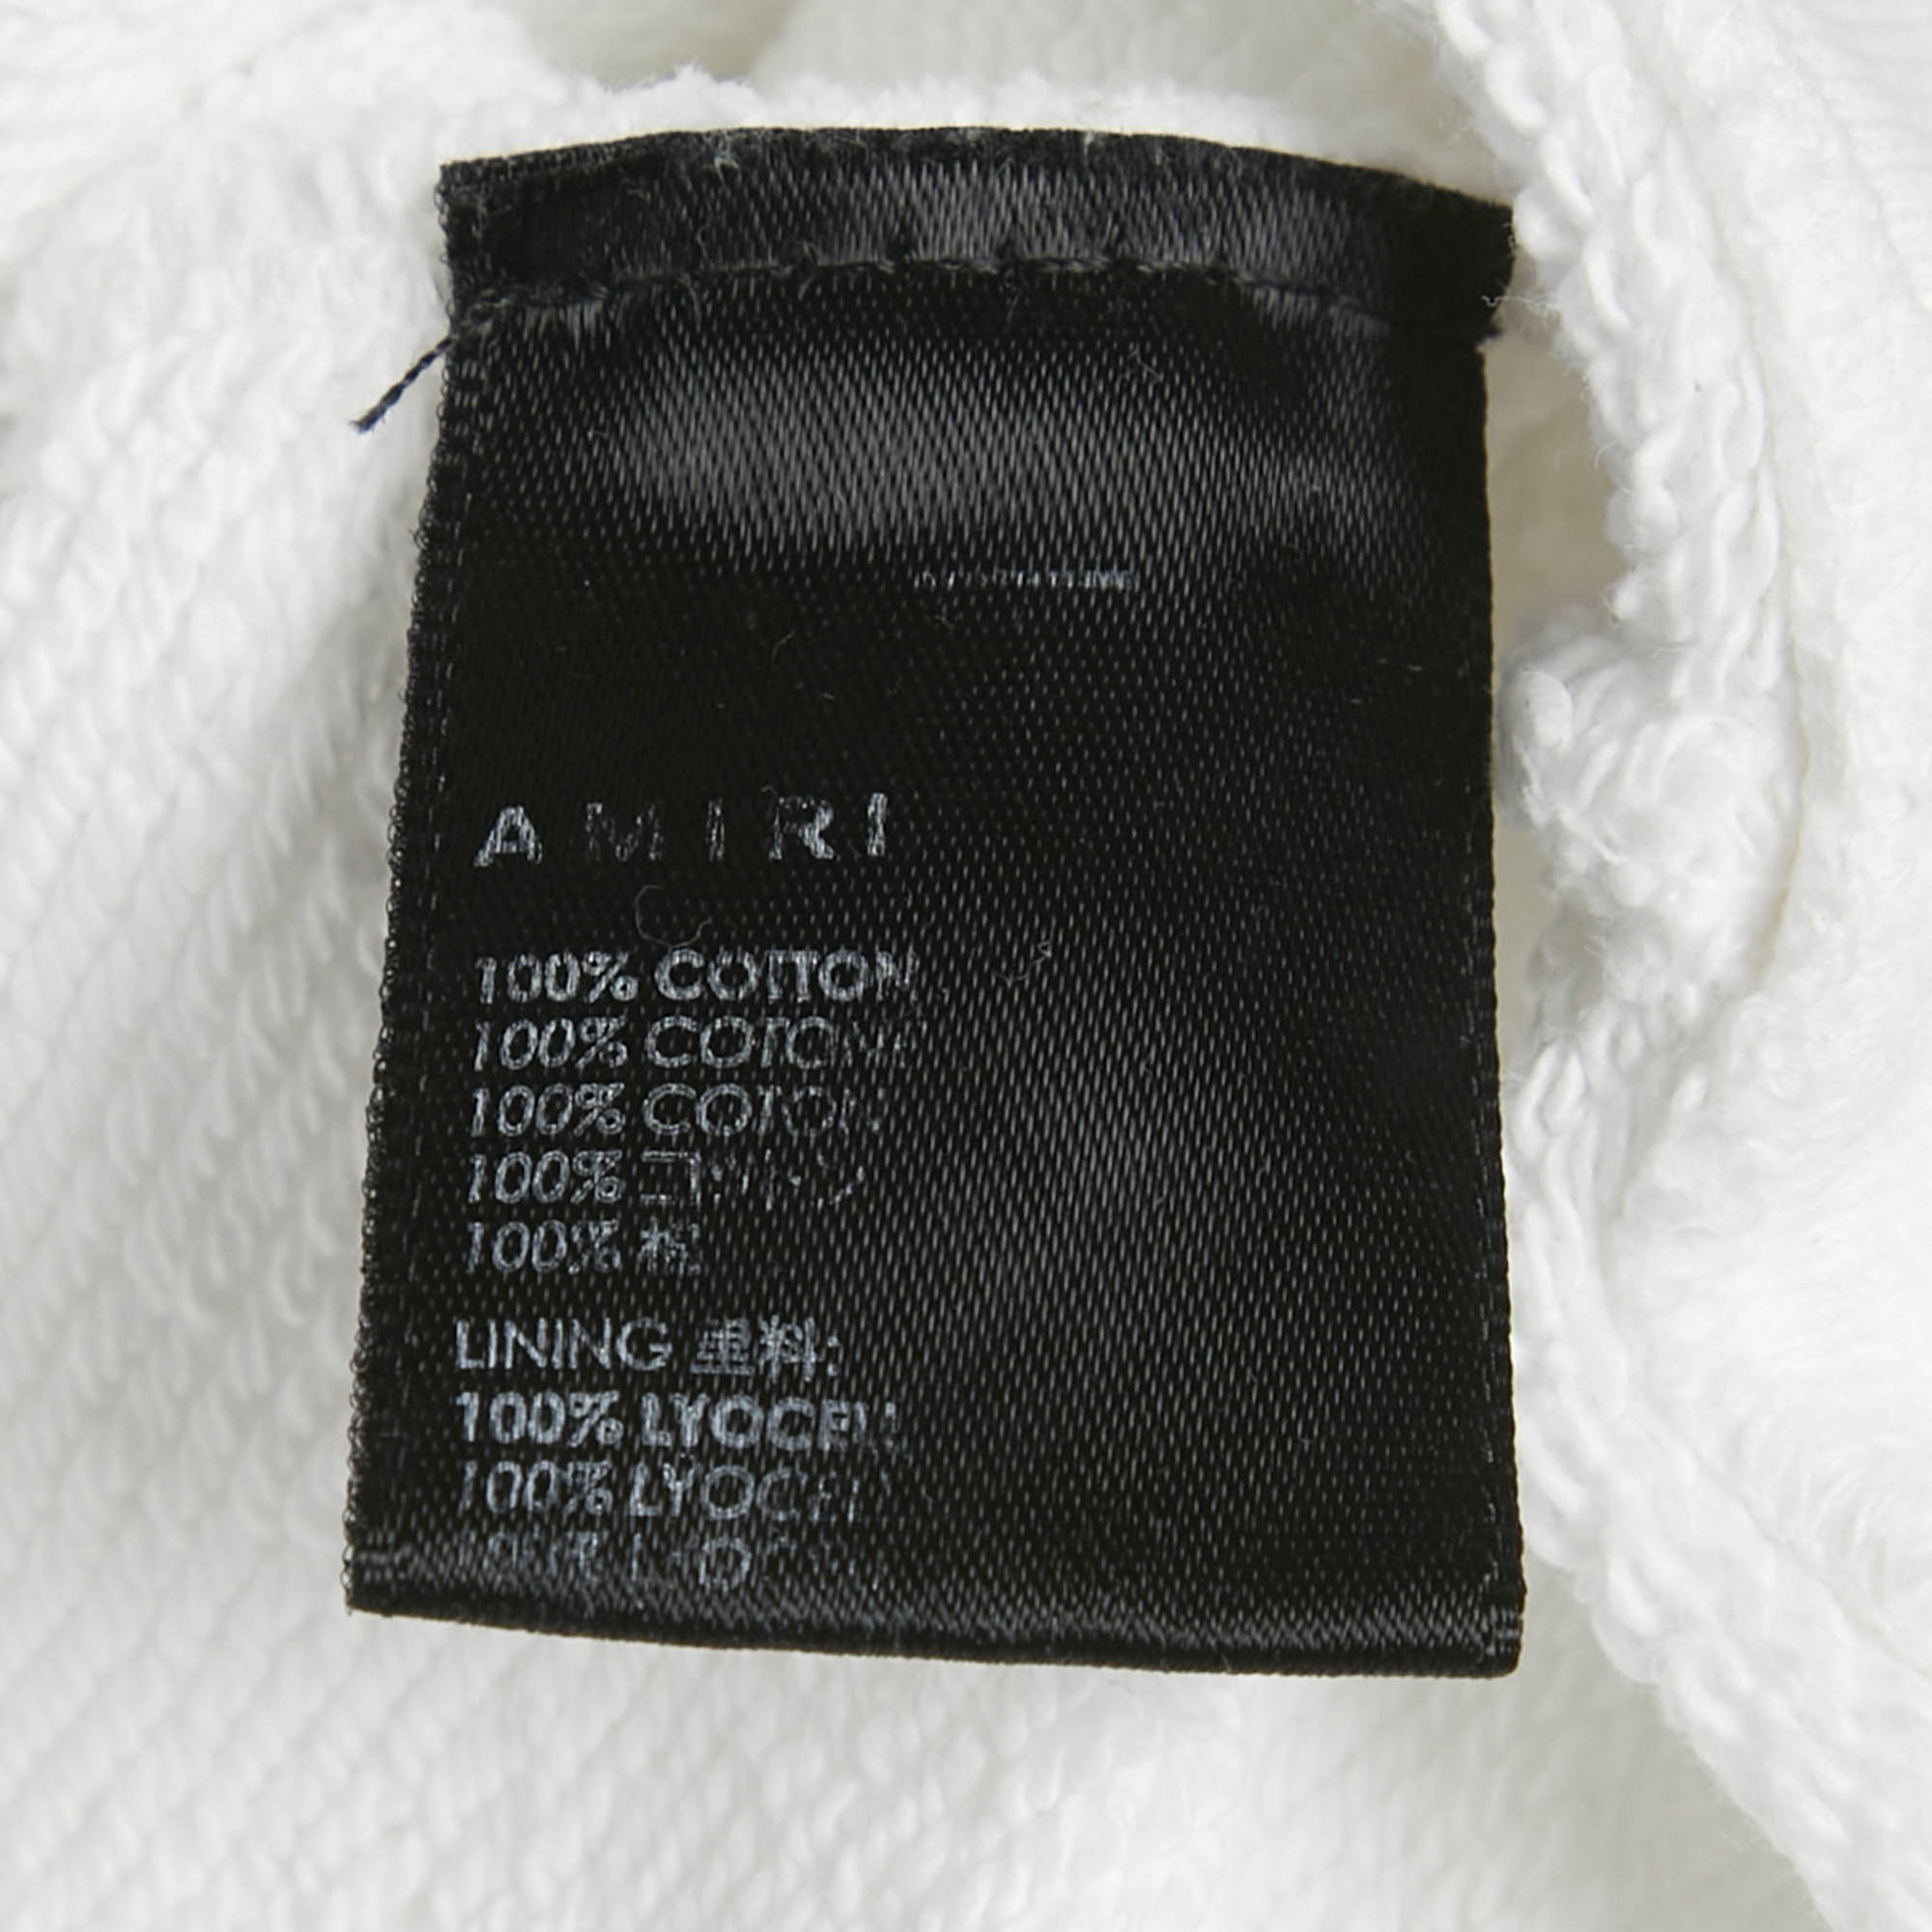 AMIRI
100% COTTON
100% COTONE
100% COTON
100% コットン
100% 棉
LINING 里料:
100% LYOCELL
100% LYOCELL